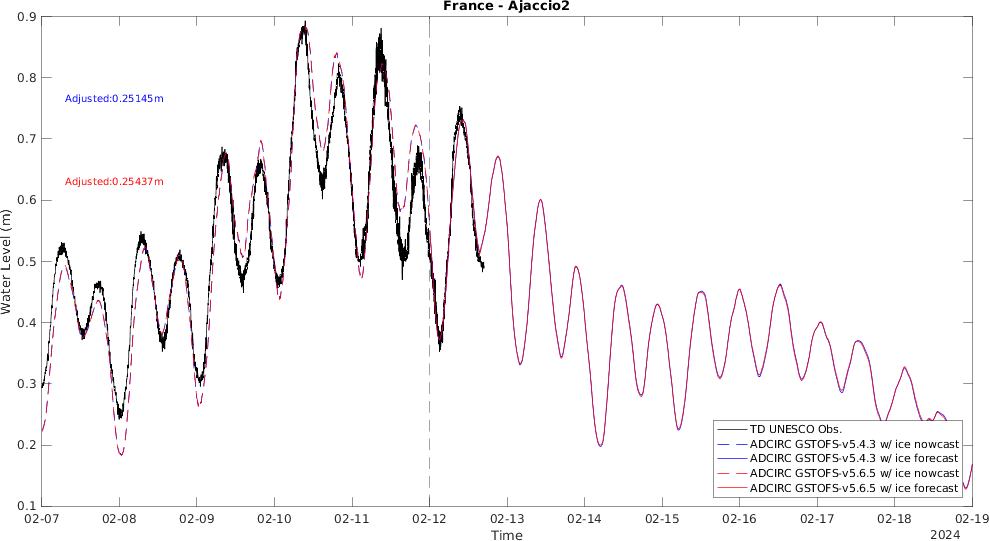 France - Ajaccio2
0.9
0.8
0.7
0.6
0.5
0.4
0.3
0.2
0.1
Water Level (m)
Adjusted:0.25145m
Adjusted:0.25437m
TD UNESCO Obs.
ADCIRC GSTOFS-v5.4.3 w/ ice nowcast
ADCIRC GSTOFS-v5.4.3 w/ ice forecast
ADCIRC GSTOFS-v5.6.5 w/ ice nowcast
ADCIRC GSTOFS-v5.6.5 w/ ice forecast
02-07 02-08 02-09 02-10 02-11 02-12 02-13 02-14 02-15 02-16 02-17 02-18 02-19
Time
2024